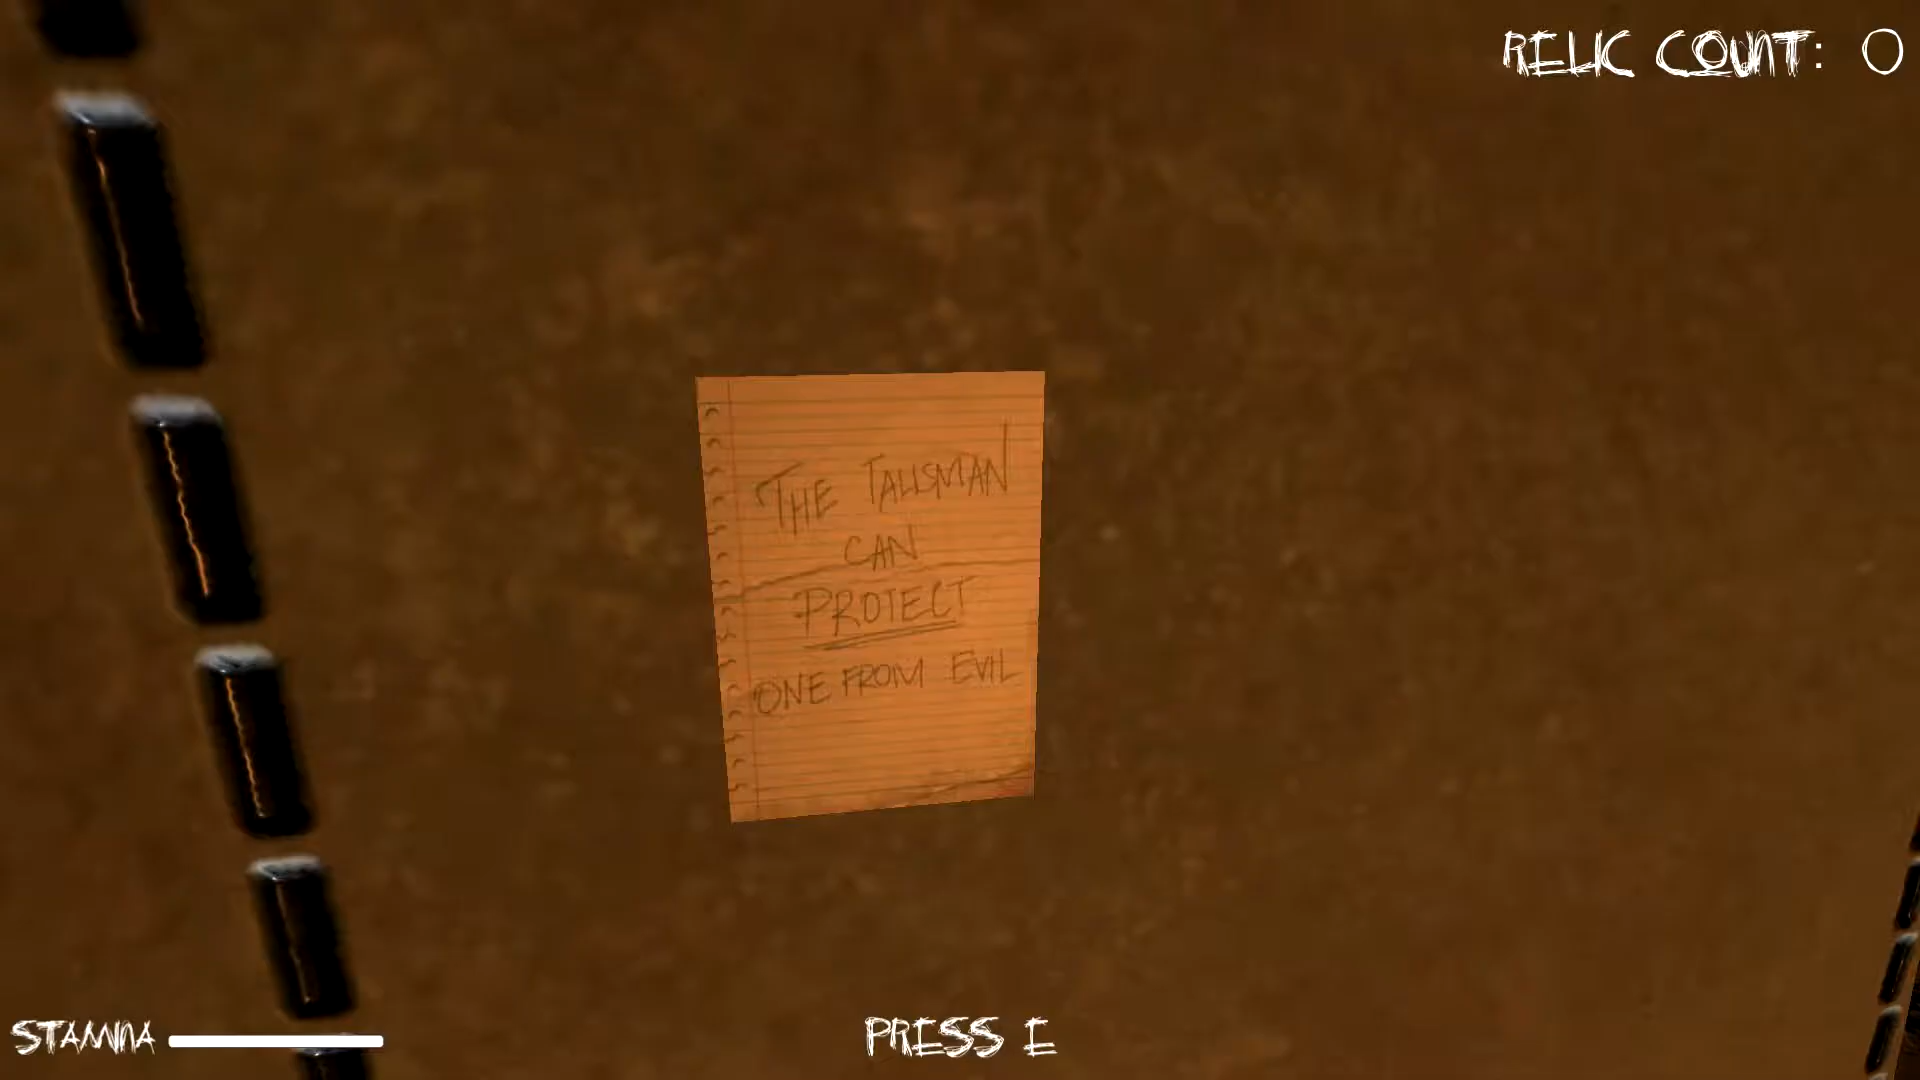 RELIC COUNT: 0
THE TALISMAN
CAN
PROTECT
ONE FROM EVIL
STAMINA
PRESS E